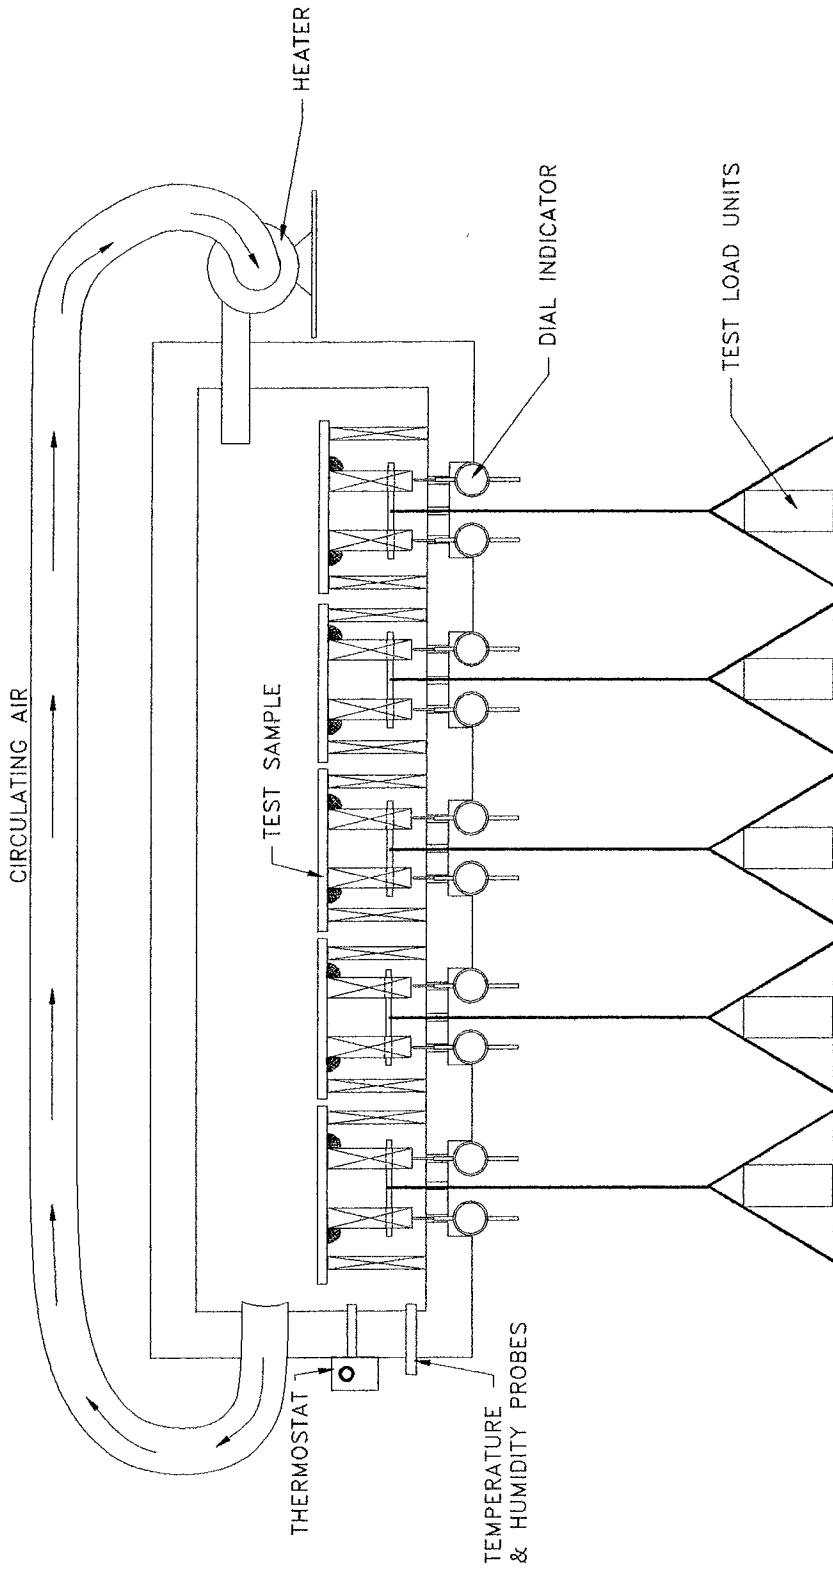 CIRCULATING AIR
HEATER
TEST SAMPLE
DIAL INDICATOR
TEST LOAD UNITS
THERMOSTAT
TEMPERATURE
& HUMIDITY PROBES